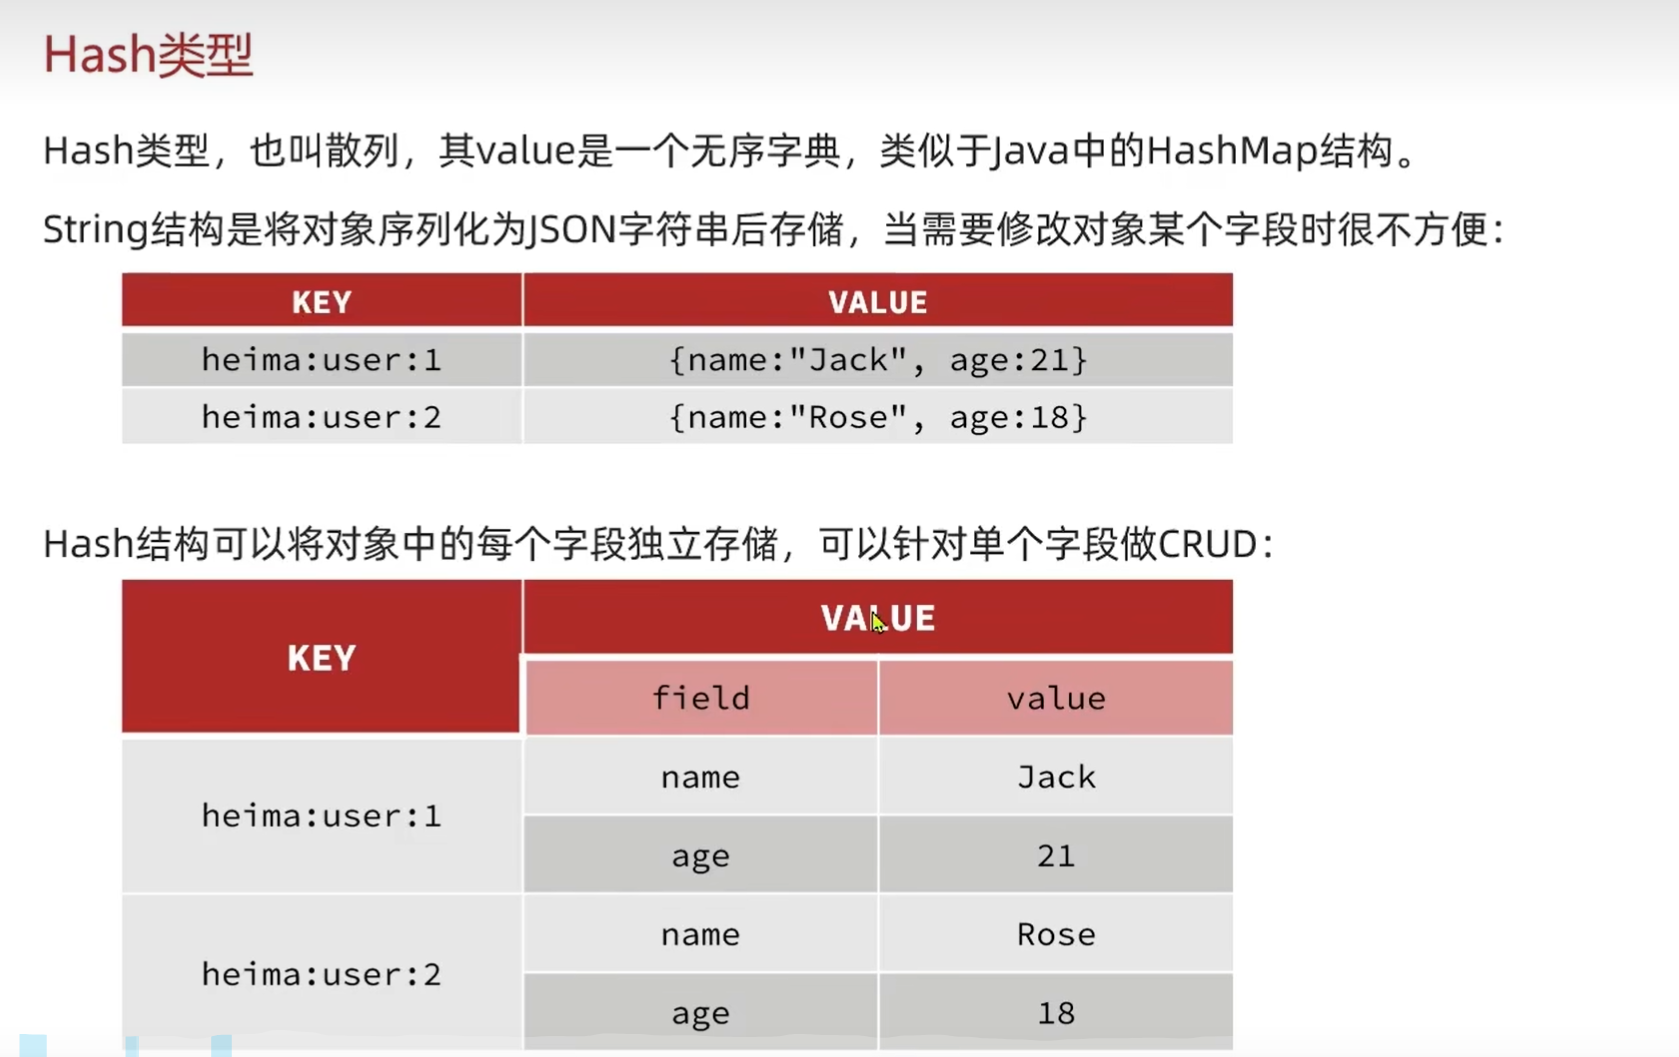 Hash类型
Hash类型，也叫散列，其value是一个无序字典，类似于Java中的HashMap结构。
String结构是将对象序列化为JSON字符串后存储，当需要修改对象某个字段时很不方便：
KEY VALUE
heima:user:1 {name:"Jack", age:21}
heima:user:2 {name:"Rose", age:18}
Hash结构可以将对象中的每个字段独立存储，可以针对单个字段做CRUD：
KEY VALUE
field value
heima:user:1 name Jack
age 21
heima:user:2 name Rose
age 18